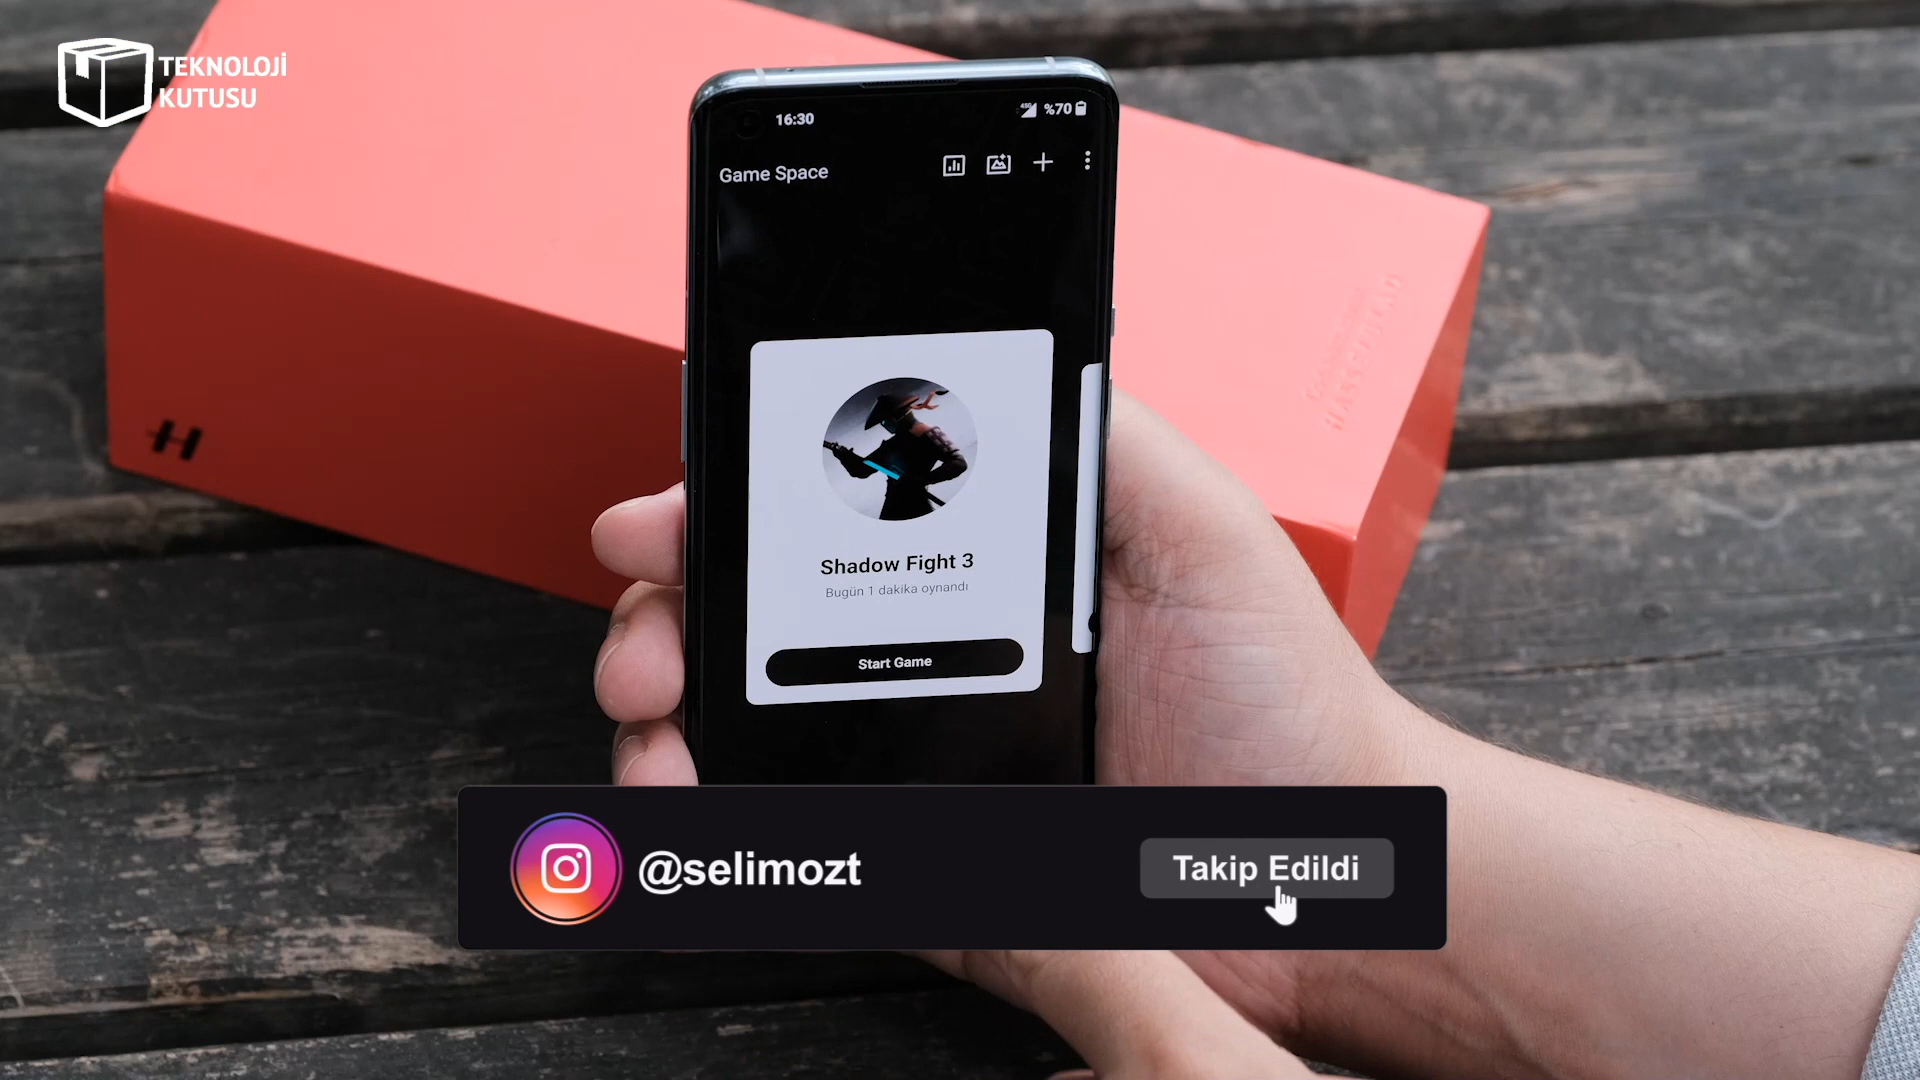 TEKNOLOJİ
KUTUSU
16:30
%70
Game Space
HASSELBLAD
Shadow Fight 3
Bugün 1 dakika oynandı
Start Game
@selimozt
Takip Edildi